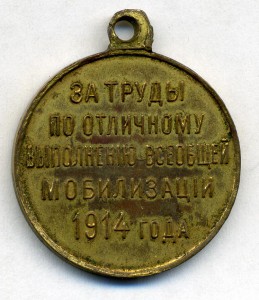 ЗА ТРУДЫ
ПО ОТЛИЧНОМУ
ВЫПОЛНЕНІЮ ВСЕОБЩЕЙ
МОБИЛИЗАЦІИ
1914 ГОДА